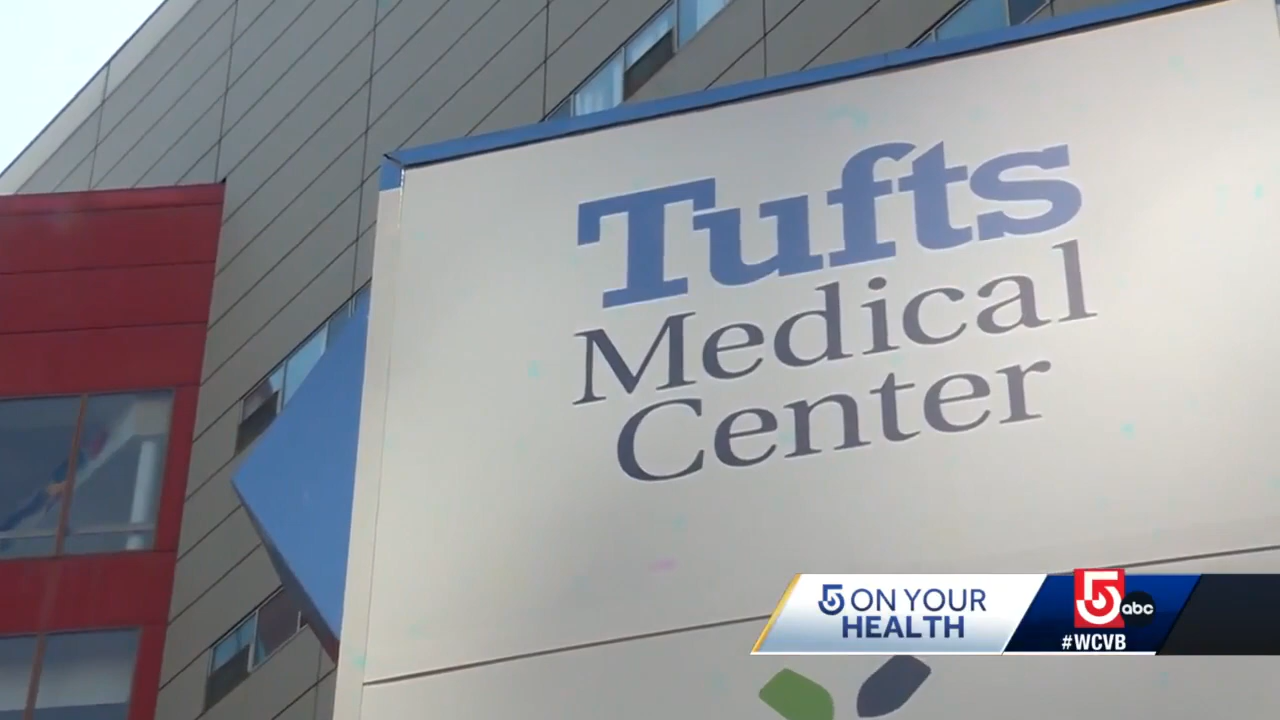 Tufts
Medical
Center
5 ON YOUR
HEALTH
5 abc
#WCVB